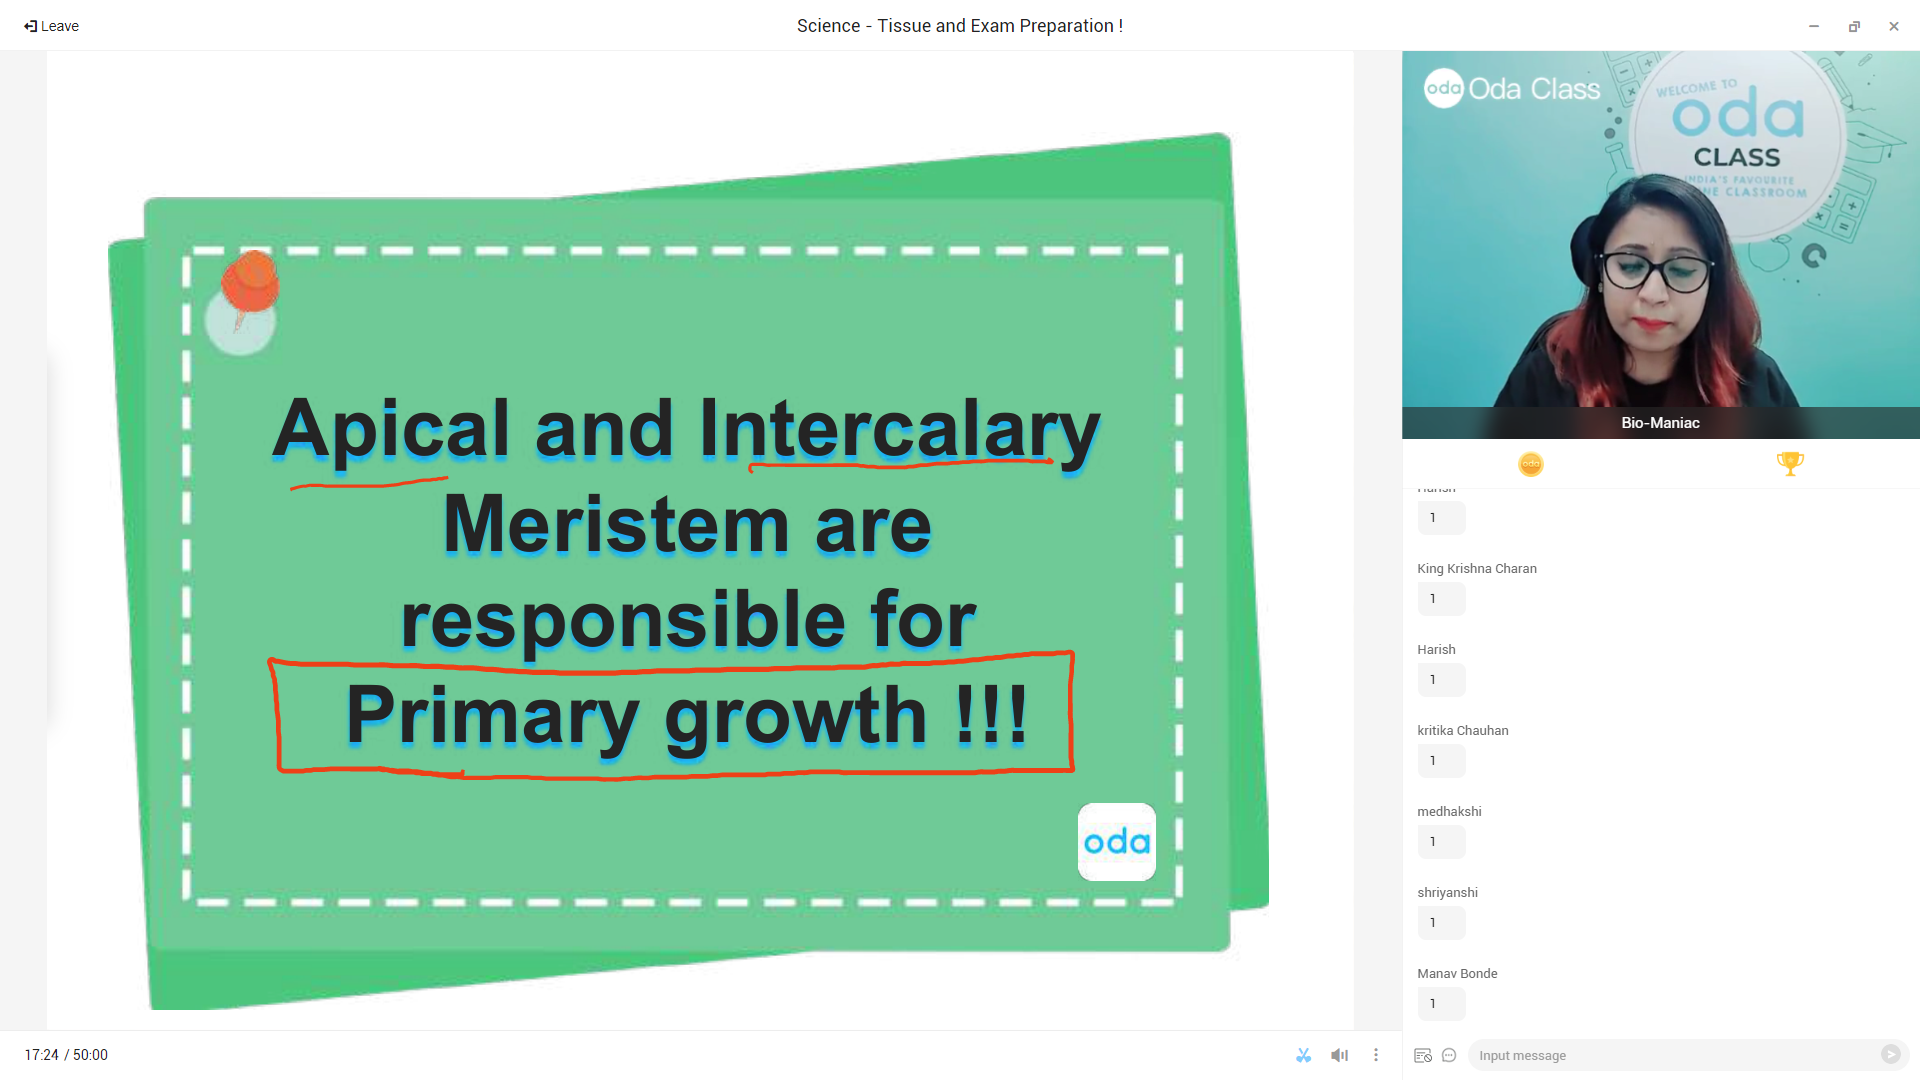 Leave
Science - Tissue and Exam Preparation !
Apical and Intercalary
Meristem are
responsible for
Primary growth !!!
oda
17:24 / 50:00
oda Oda Class
WELCOME TO
oda
CLASS
INDIA'S FAVOURITE
CLASSROOM
Bio-Maniac
oda
Harish
1
King Krishna Charan
1
Harish
1
kritika Chauhan
1
medhakshi
1
shriyanshi
1
Manav Bonde
1
Input message